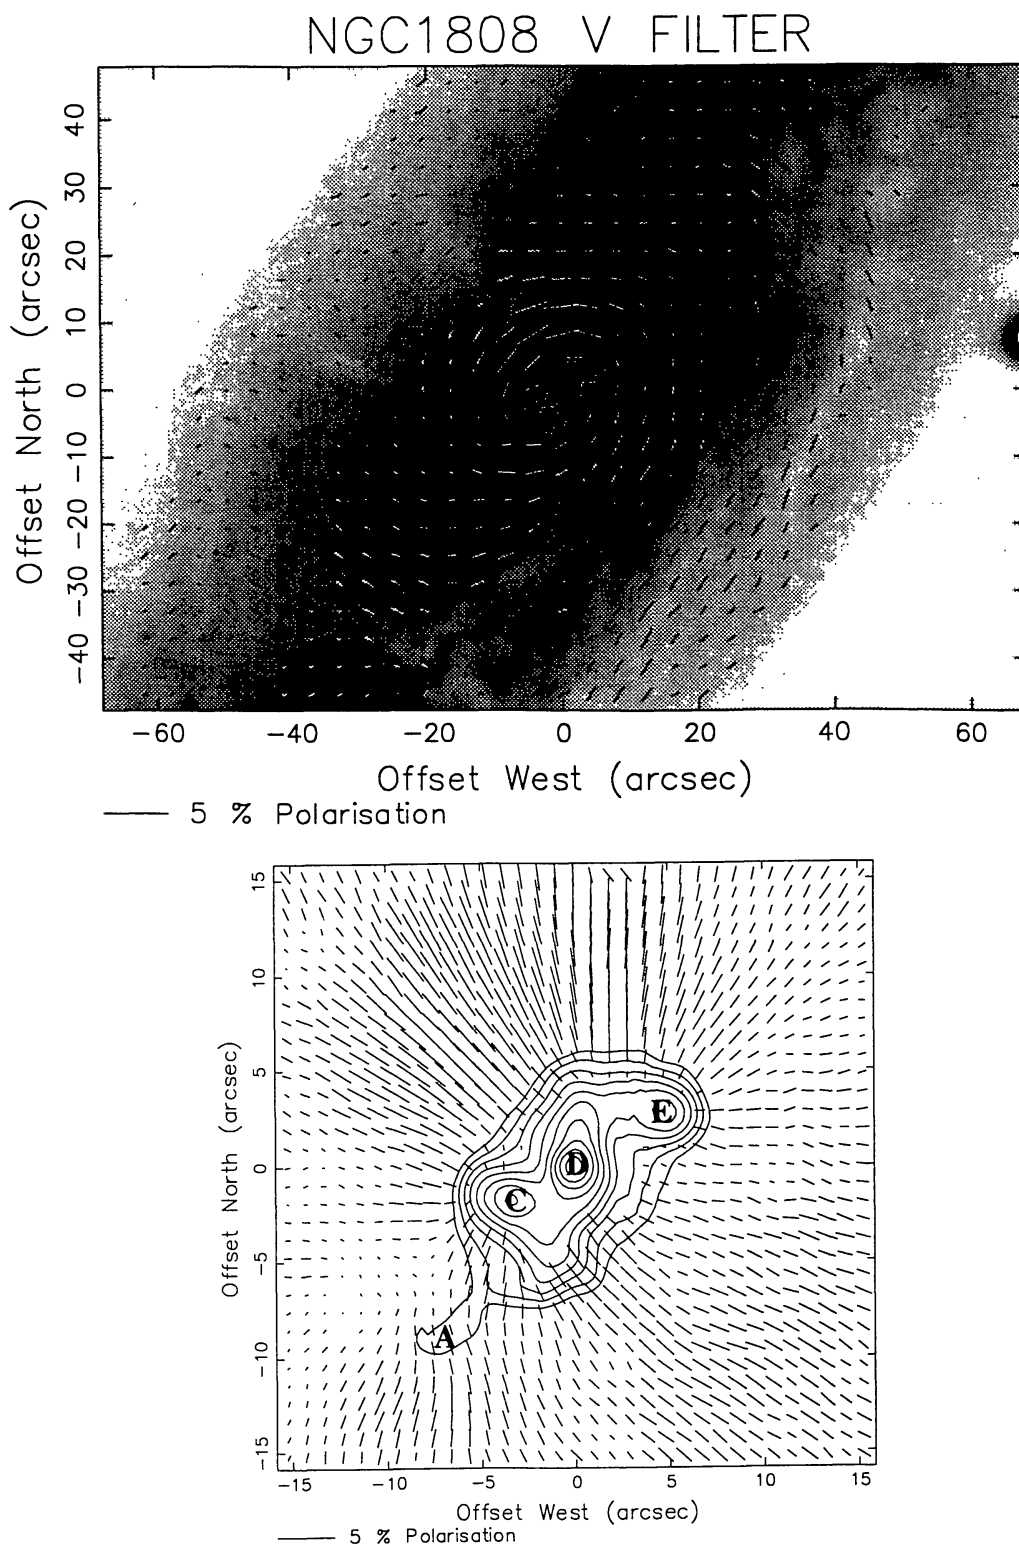 NGC1808 V FILTER
Offset North (arcsec)
40
30
20
10
0
-10
-20
-30
-40
-60 -40 -20 0 20 40 60
Offset West (arcsec)
5 % Polarisation
Offset North (arcsec)
15
10
5
0
-5
-10
-15
E
D
C
A
-15 -10 -5 0 5 10 15
Offset West (arcsec)
5 % Polarisation